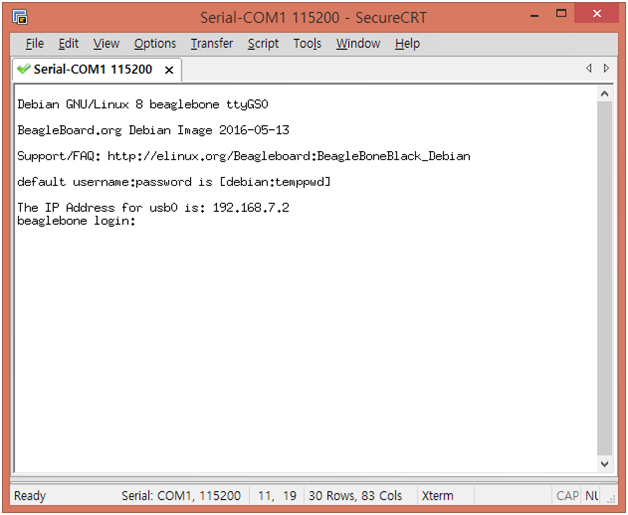 Serial-COM1 115200 - SecureCRT
File Edit View Options Transfer Script Tools Window Help
Serial-COM1 115200
Debian GNU/Linux 8 beaglebone ttyGS0
BeagleBoard.org Debian Image 2016-05-13
Support/FAQ: http://elinux.org/Beagleboard:BeagleBoneBlack_Debian
default username:password is [debian:temppwd]
The IP Address for usb0 is: 192.168.7.2
beaglebone login:
Ready Serial: COM1, 115200 11, 19 30 Rows, 83 Cols Xterm CAP